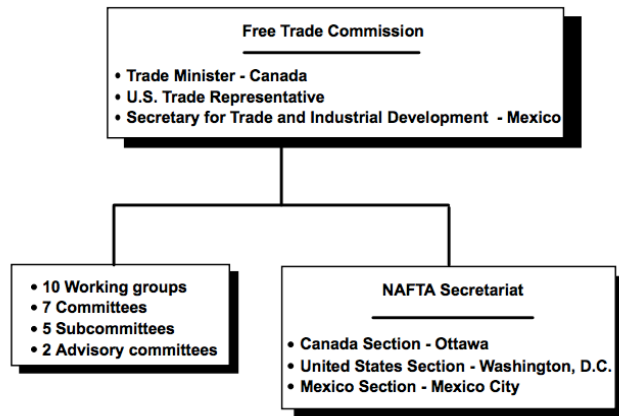 Free Trade Commission
• Trade Minister - Canada
• U.S. Trade Representative
• Secretary for Trade and Industrial Development - Mexico
• 10 Working groups
• 7 Committees
• 5 Subcommittees
• 2 Advisory committees
NAFTA Secretariat
• Canada Section - Ottawa
• United States Section - Washington, D.C.
• Mexico Section - Mexico City